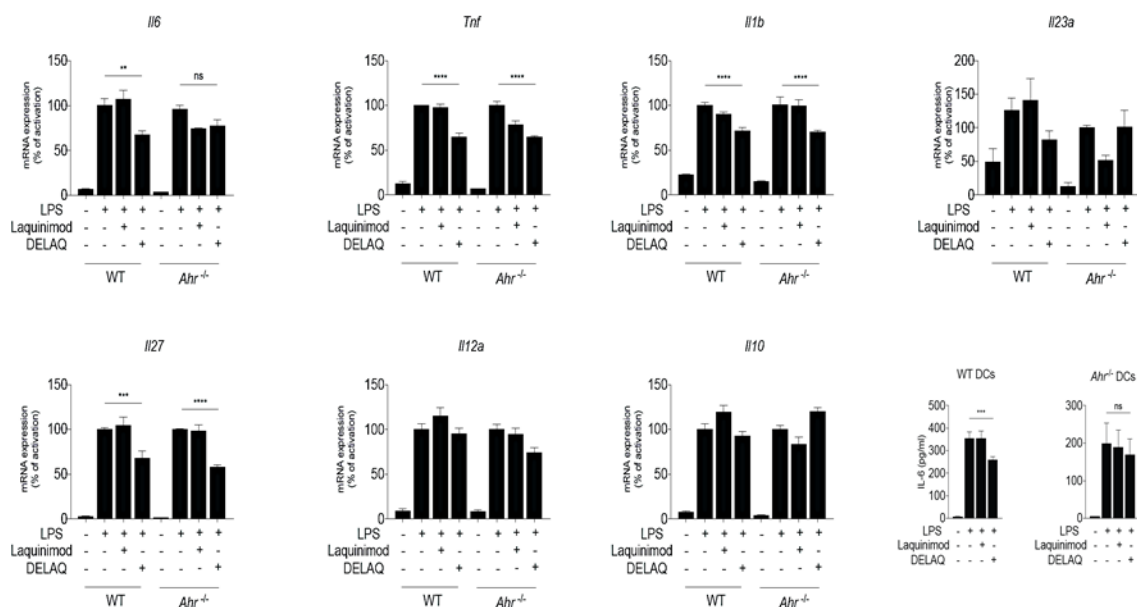 Il6
mRNA expression
(% of activation)
150
100
50
0
** ns
LPS - + + + - + + +
Laquinimod - - + - - - + -
DELAQ - - - + - - - +
WT Ahr -/-
Tnf
mRNA expression
(% of activation)
150
100
50
0
**** ****
LPS - + + + - + + +
Laquinimod - - + - - - + -
DELAQ - - - + - - - +
WT Ahr -/-
Il1b
mRNA expression
(% of activation)
150
100
50
0
**** ****
LPS - + + + - + + +
Laquinimod - - + - - - + -
DELAQ - - - + - - - +
WT Ahr -/-
Il23a
mRNA expression
(% of activation)
200
150
100
50
0
LPS - + + + - + + +
Laquinimod - - + - - - + -
DELAQ - - - + - - - +
WT Ahr -/-
Il27
mRNA expression
(% of activation)
150
100
50
0
*** ****
LPS - + + + - + + +
Laquinimod - - + - - - + -
DELAQ - - - + - - - +
WT Ahr -/-
Il12a
mRNA expression
(% of activation)
150
100
50
0
LPS - + + + - + + +
Laquinimod - - + - - - + -
DELAQ - - - + - - - +
WT Ahr -/-
Il10
mRNA expression
(% of activation)
150
100
50
0
LPS - + + + - + + +
Laquinimod - - + - - - + -
DELAQ - - - + - - - +
WT Ahr -/-
WT DCs
IL-6 (pg/ml)
500
400
300
200
100
0
***
LPS - + + +
Laquinimod - - + -
DELAQ - - - +
Ahr -/- DCs
300
200
100
0
ns
LPS - + + +
Laquinimod - - + -
DELAQ - - - +